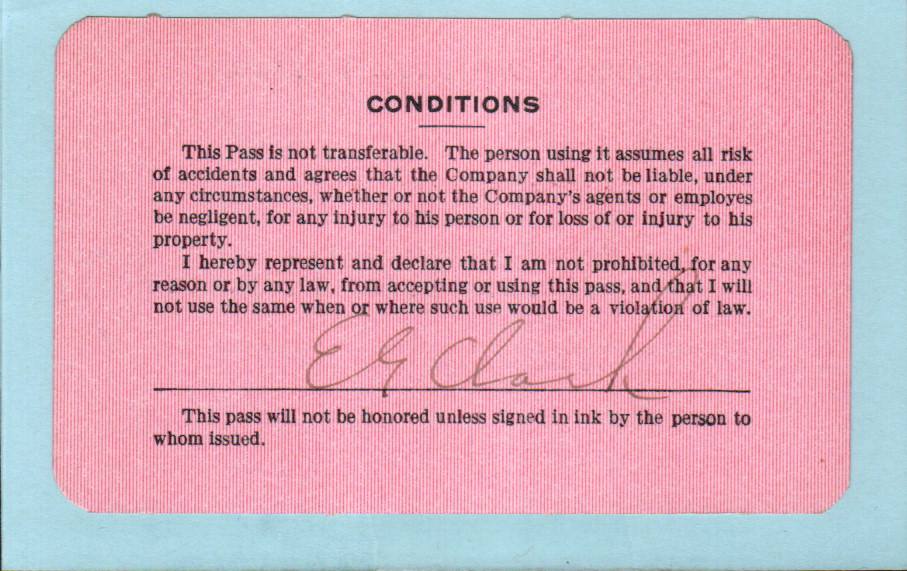 CONDITIONS
This Pass is not transferable. The person using it assumes all risk
of accidents and agrees that the Company shall not be liable, under
any circumstances, whether or not the Company's agents or employes
be negligent, for any injury to his person or for loss of or injury to his
property.
I hereby represent and declare that I am not prohibited, for any
reason or by any law, from accepting or using this pass, and that I will
not use the same when or where such use would be a violation of law.
E G Clark
This pass will not be honored unless signed in ink by the person to
whom issued.